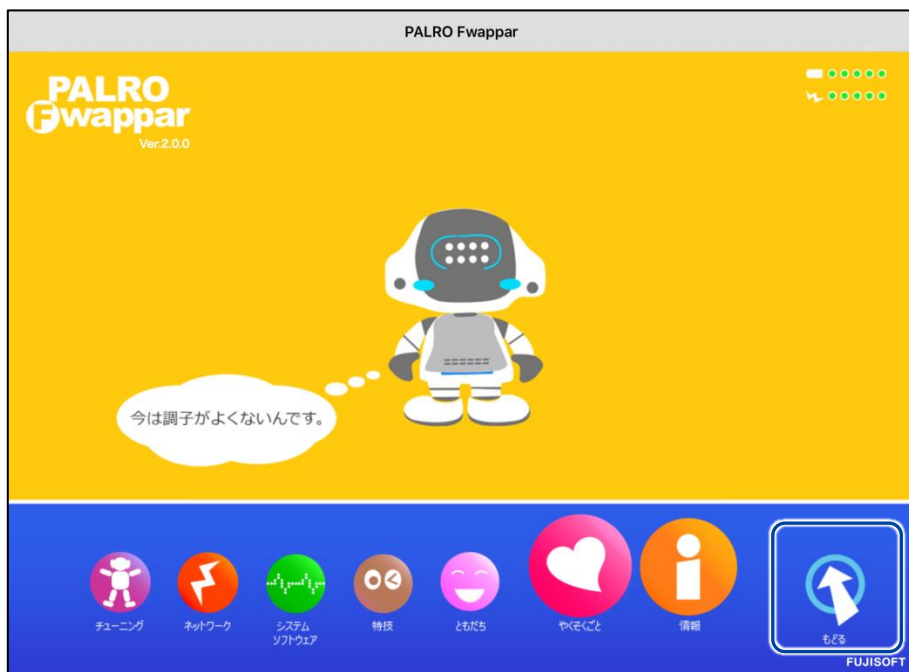 PALRO Fwappar
PALRO
Fwappar
Ver.2.0.0
今は調子がよくないんです。
チューニング
ネットワーク
システム
ソフトウェア
特技
ともだち
やくそくごと
情報
もどる
FUJISOFT